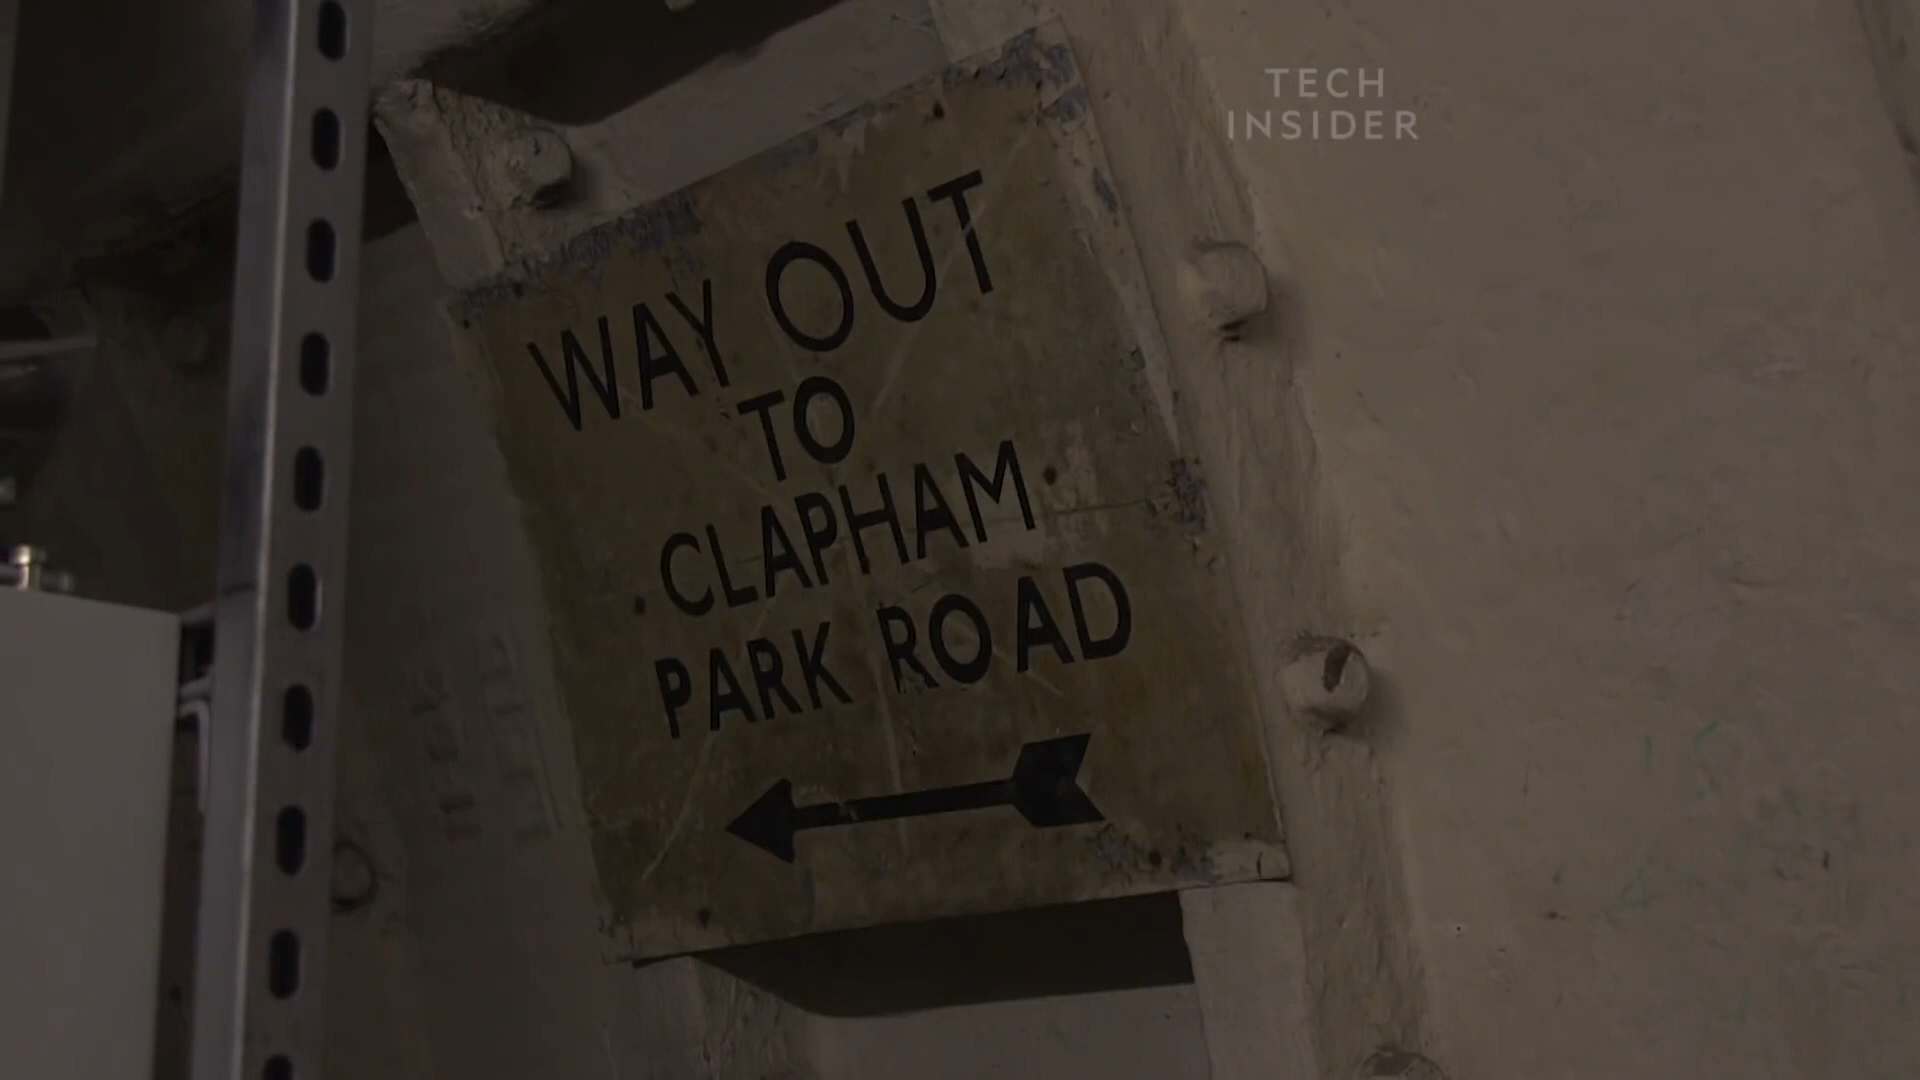 TECH
INSIDER
WAY OUT
TO
CLAPHAM
PARK ROAD